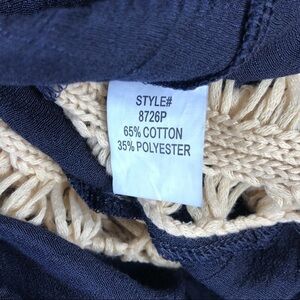 STYLE#
8726P
65% COTTON
35% POLYESTER